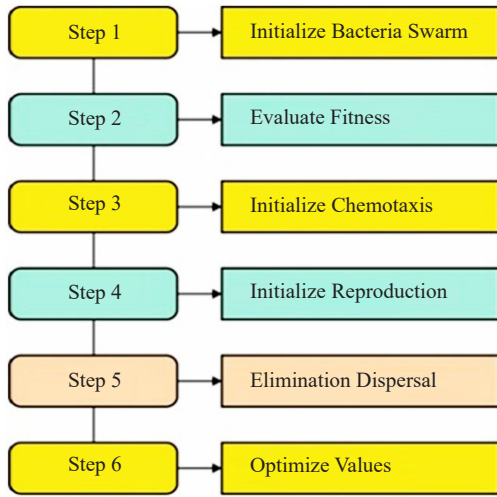 Step 1
Initialize Bacteria Swarm
Step 2
Evaluate Fitness
Step 3
Initialize Chemotaxis
Step 4
Initialize Reproduction
Step 5
Elimination Dispersal
Step 6
Optimize Values